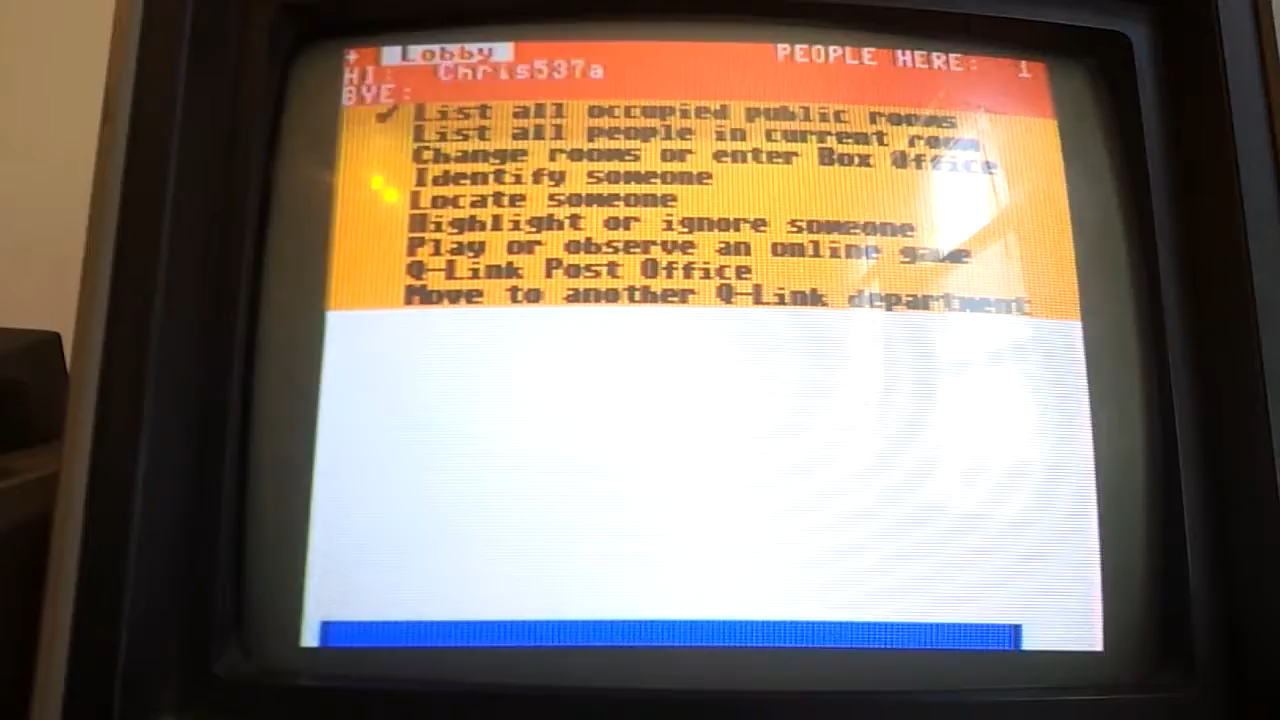 + Lobby PEOPLE HERE: 1
HI: Chris537a
BYE:
✓ List all occupied public rooms
List all people in current room
Change rooms or enter Box Office
Identify someone
Locate someone
Highlight or ignore someone
Play or observe an online game
Q-Link Post Office
Move to another Q-Link department